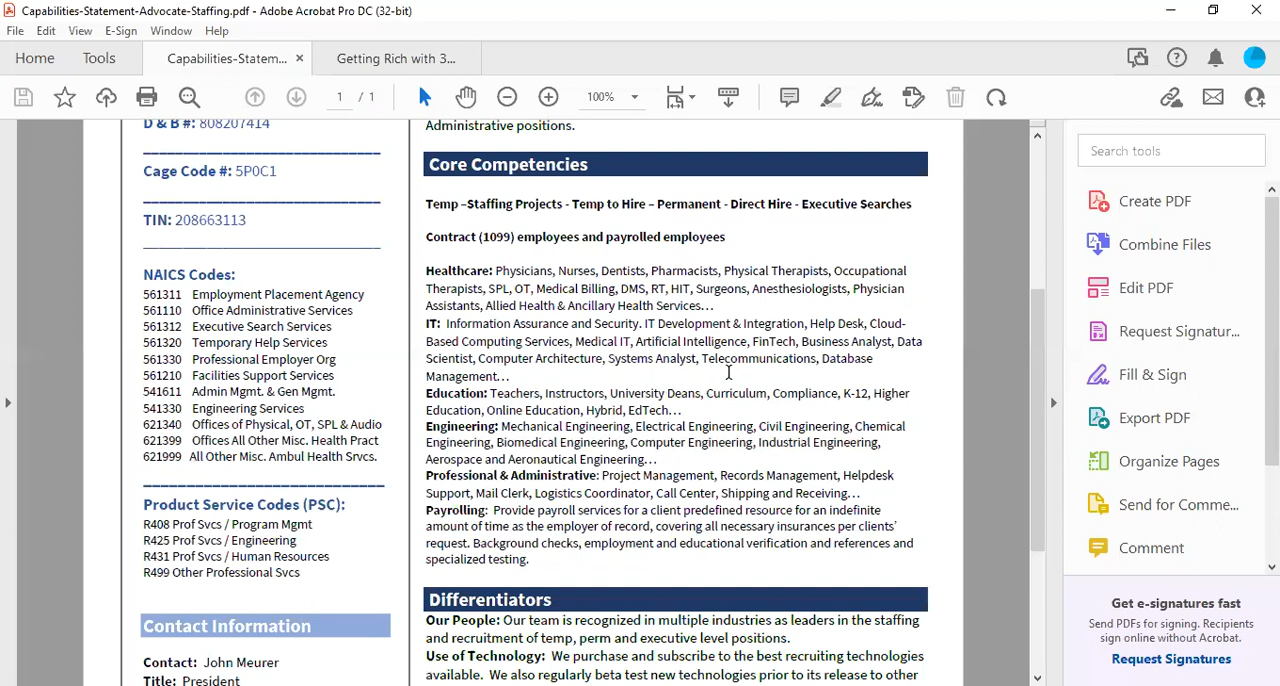 Capabilities-Statement-Advocate-Staffing.pdf - Adobe Acrobat Pro DC (32-bit)
File Edit View E-Sign Window Help
Home Tools Capabilities-Statem... × Getting Rich with 3...
1 / 1 100%
D & B #: 808207414
Cage Code #: 5P0C1
TIN: 208663113
NAICS Codes:
561311 Employment Placement Agency
561110 Office Administrative Services
561312 Executive Search Services
561320 Temporary Help Services
561330 Professional Employer Org
561210 Facilities Support Services
541611 Admin Mgmt. & Gen Mgmt.
541330 Engineering Services
621340 Offices of Physical, OT, SPL & Audio
621399 Offices All Other Misc. Health Pract
621999 All Other Misc. Ambul Health Srvcs.
Product Service Codes (PSC):
R408 Prof Svcs / Program Mgmt
R425 Prof Svcs / Engineering
R431 Prof Svcs / Human Resources
R499 Other Professional Svcs
Contact Information
Contact: John Meurer
Title: President
Administrative positions.
Core Competencies
Temp –Staffing Projects - Temp to Hire – Permanent - Direct Hire - Executive Searches
Contract (1099) employees and payrolled employees
Healthcare: Physicians, Nurses, Dentists, Pharmacists, Physical Therapists, Occupational
Therapists, SPL, OT, Medical Billing, DMS, RT, HIT, Surgeons, Anesthesiologists, Physician
Assistants, Allied Health & Ancillary Health Services…
IT: Information Assurance and Security. IT Development & Integration, Help Desk, Cloud-
Based Computing Services, Medical IT, Artificial Intelligence, FinTech, Business Analyst, Data
Scientist, Computer Architecture, Systems Analyst, Telecommunications, Database
Management…
Education: Teachers, Instructors, University Deans, Curriculum, Compliance, K-12, Higher
Education, Online Education, Hybrid, EdTech…
Engineering: Mechanical Engineering, Electrical Engineering, Civil Engineering, Chemical
Engineering, Biomedical Engineering, Computer Engineering, Industrial Engineering,
Aerospace and Aeronautical Engineering…
Professional & Administrative: Project Management, Records Management, Helpdesk
Support, Mail Clerk, Logistics Coordinator, Call Center, Shipping and Receiving…
Payrolling: Provide payroll services for a client predefined resource for an indefinite
amount of time as the employer of record, covering all necessary insurances per clients'
request. Background checks, employment and educational verification and references and
specialized testing.
Differentiators
Our People: Our team is recognized in multiple industries as leaders in the staffing
and recruitment of temp, perm and executive level positions.
Use of Technology: We purchase and subscribe to the best recruiting technologies
available. We also regularly beta test new technologies prior to its release to other
Search tools
Create PDF
Combine Files
Edit PDF
Request Signatur...
Fill & Sign
Export PDF
Organize Pages
Send for Comme...
Comment
Get e-signatures fast
Send PDFs for signing. Recipients
sign online without Acrobat.
Request Signatures